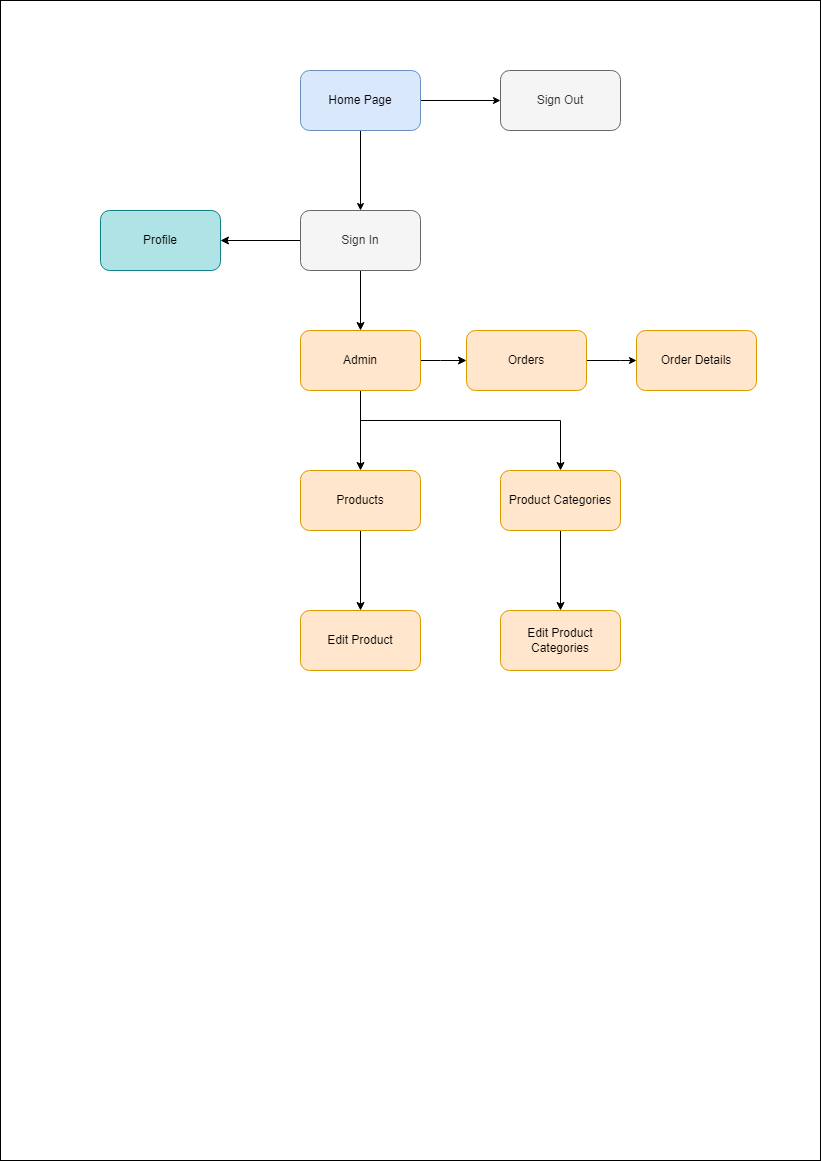 Home Page
Sign Out
Profile
Sign In
Admin
Orders
Order Details
Products
Product Categories
Edit Product
Edit Product
Categories